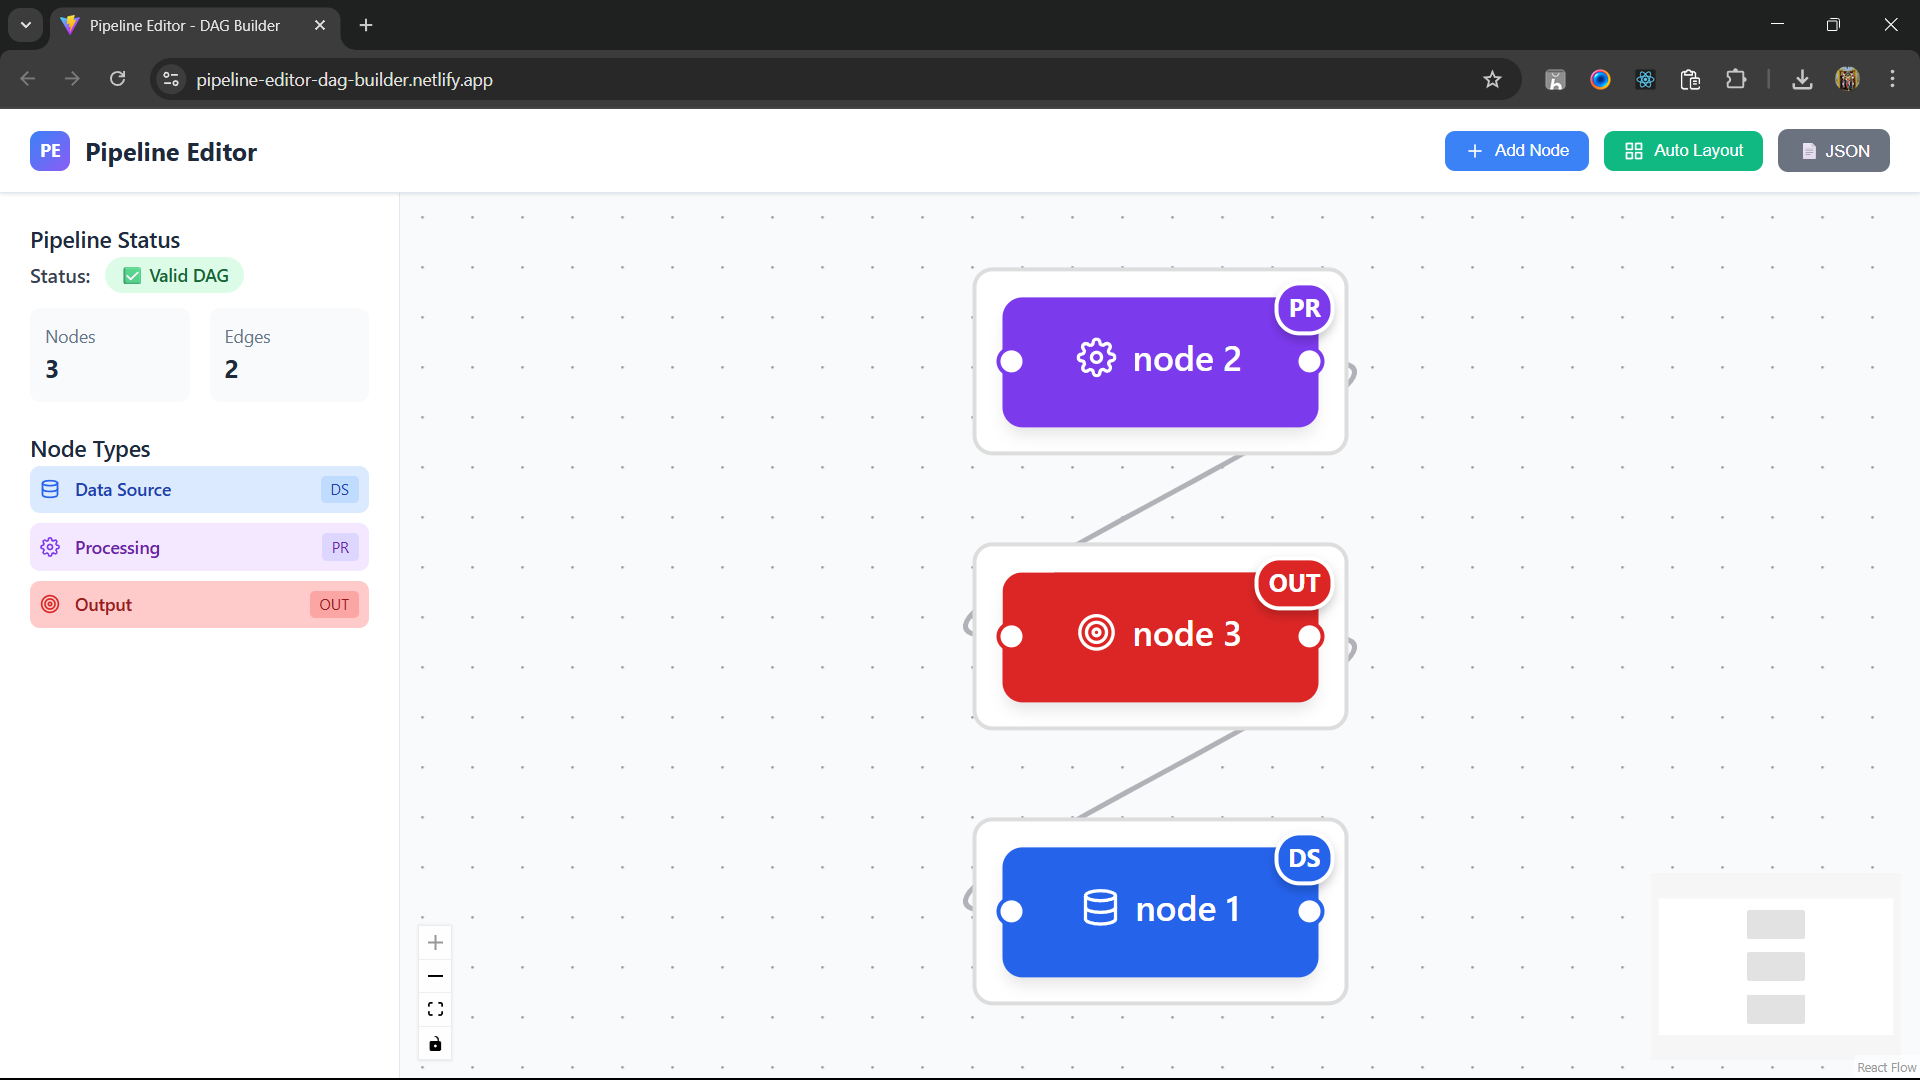 Pipeline Editor - DAG Builder
pipeline-editor-dag-builder.netlify.app
PE Pipeline Editor
Add Node
Auto Layout
JSON
Pipeline Status
Status: Valid DAG
Nodes
3
Edges
2
Node Types
Data Source DS
Processing PR
Output OUT
PR
node 2
OUT
node 3
DS
node 1
React Flow